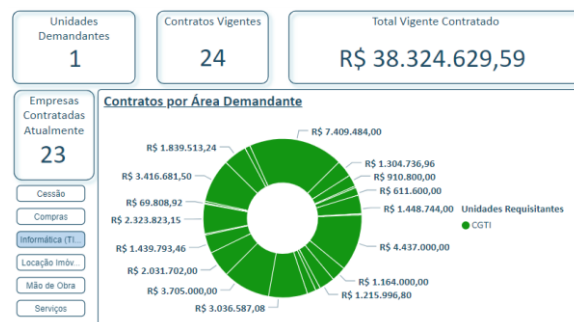 Unidades
Demandantes
1
Contratos Vigentes
24
Total Vigente Contratado
R$ 38.324.629,59
Empresas
Contratadas
Atualmente
23
Cessão
Compras
Informática (TI...
Locação Imóv...
Mão de Obra
Serviços
Contratos por Área Demandante
R$ 7.409.484,00
R$ 1.304.736,96
R$ 910.800,00
R$ 611.600,00
R$ 1.448.744,00
R$ 4.437.000,00
R$ 1.164.000,00
R$ 1.215.996,80
R$ 3.036.587,08
R$ 3.705.000,00
R$ 2.031.702,00
R$ 1.439.793,46
R$ 2.323.823,15
R$ 69.808,92
R$ 3.416.681,50
R$ 1.839.513,24
Unidades Requisitantes
CGTI